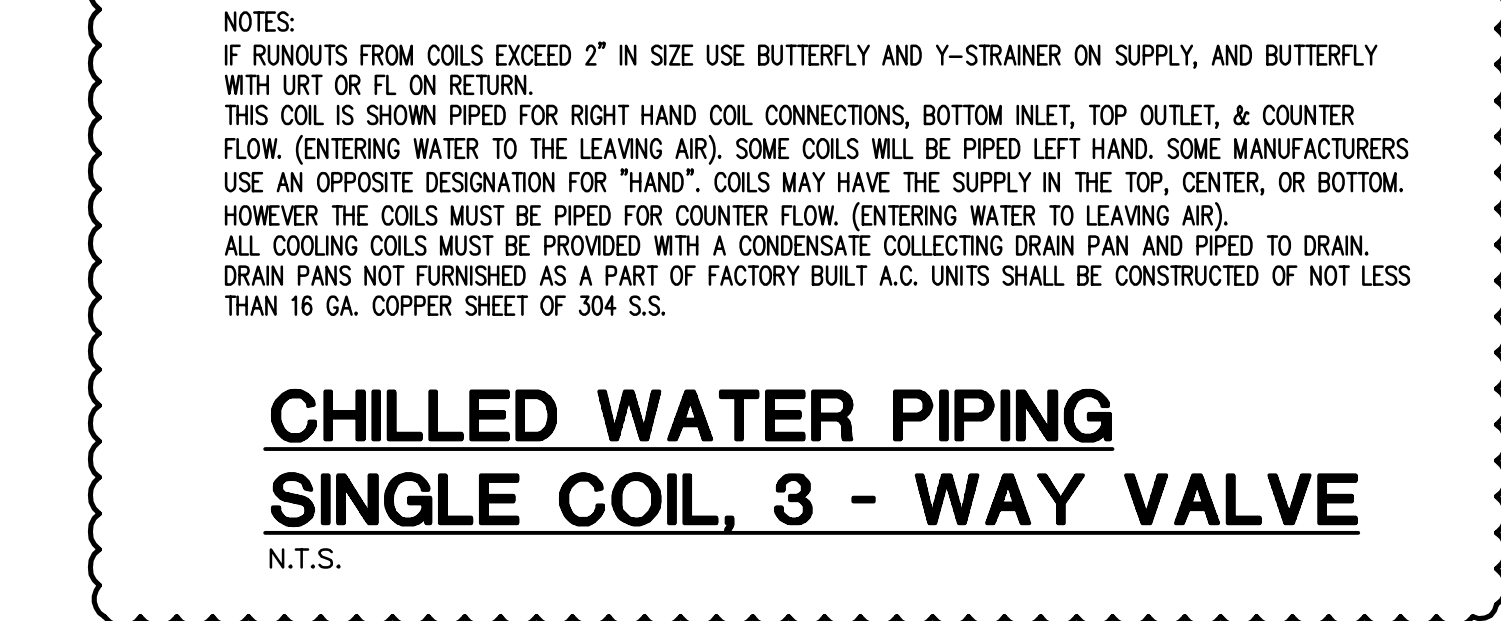 NOTES:
IF RUNOUTS FROM COILS EXCEED 2" IN SIZE USE BUTTERFLY AND Y-STRAINER ON SUPPLY, AND BUTTERFLY
WITH URT OR FL ON RETURN.
THIS COIL IS SHOWN PIPED FOR RIGHT HAND COIL CONNECTIONS, BOTTOM INLET, TOP OUTLET, & COUNTER
FLOW. (ENTERING WATER TO THE LEAVING AIR). SOME COILS WILL BE PIPED LEFT HAND. SOME MANUFACTURERS
USE AN OPPOSITE DESIGNATION FOR "HAND". COILS MAY HAVE THE SUPPLY IN THE TOP, CENTER, OR BOTTOM.
HOWEVER THE COILS MUST BE PIPED FOR COUNTER FLOW. (ENTERING WATER TO LEAVING AIR).
ALL COOLING COILS MUST BE PROVIDED WITH A CONDENSATE COLLECTING DRAIN PAN AND PIPED TO DRAIN.
DRAIN PANS NOT FURNISHED AS A PART OF FACTORY BUILT A.C. UNITS SHALL BE CONSTRUCTED OF NOT LESS
THAN 16 GA. COPPER SHEET OF 304 S.S.
CHILLED WATER PIPING
SINGLE COIL, 3 - WAY VALVE
N.T.S.